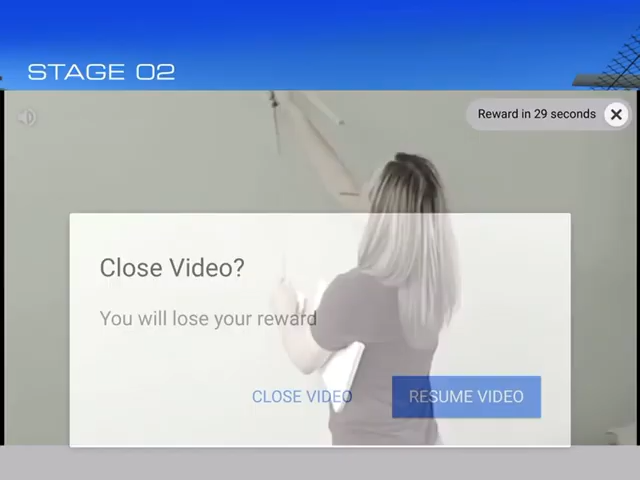 STAGE 02
Reward in 29 seconds
Close Video?
You will lose your reward
CLOSE VIDEO
RESUME VIDEO